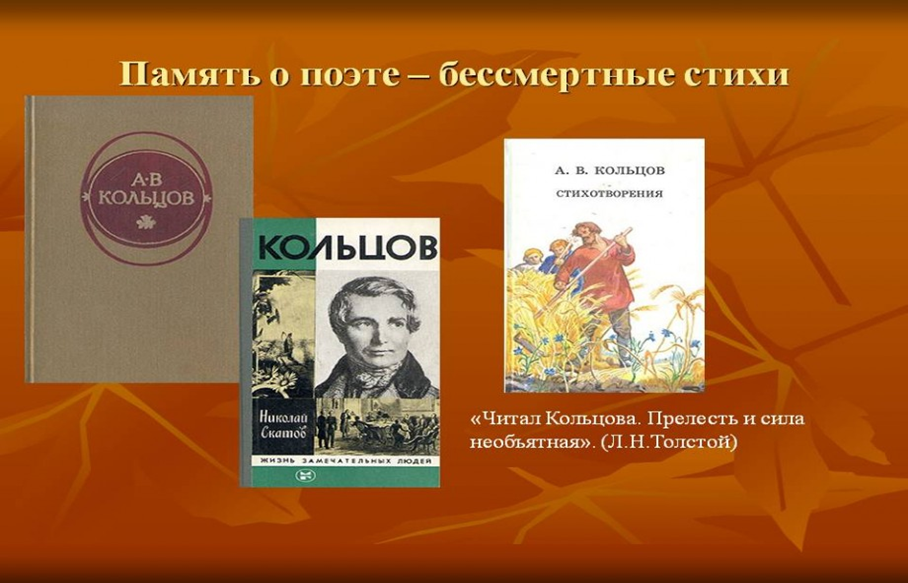 Память о поэте – бессмертные стихи
А·В
КОЛЬЦОВ
КОЛЬЦОВ
Николай
Скатов
ЖИЗНЬ ЗАМЕЧАТЕЛЬНЫХ ЛЮДЕЙ
А. В. КОЛЬЦОВ
СТИХОТВОРЕНИЯ
«Читал Кольцова. Прелесть и сила
необъятная». (Л.Н.Толстой)